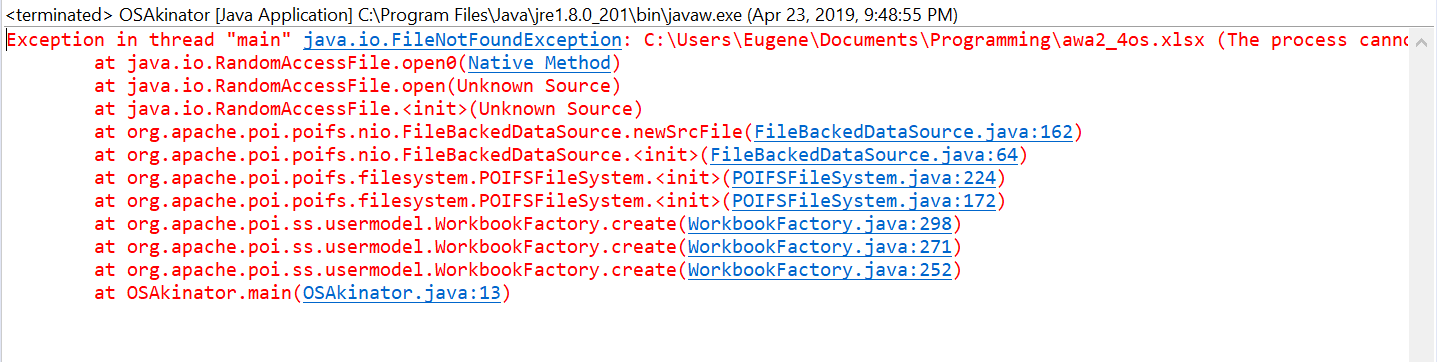 <terminated> OSAkinator [Java Application] C:\Program Files\Java\jre1.8.0_201\bin\javaw.exe (Apr 23, 2019, 9:48:55 PM)
Exception in thread "main" java.io.FileNotFoundException: C:\Users\Eugene\Documents\Programming\awa2_4os.xlsx (The process canno
at java.io.RandomAccessFile.open0(Native Method)
at java.io.RandomAccessFile.open(Unknown Source)
at java.io.RandomAccessFile.<init>(Unknown Source)
at org.apache.poi.poifs.nio.FileBackedDataSource.newSrcFile(FileBackedDataSource.java:162)
at org.apache.poi.poifs.nio.FileBackedDataSource.<init>(FileBackedDataSource.java:64)
at org.apache.poi.poifs.filesystem.POIFSFileSystem.<init>(POIFSFileSystem.java:224)
at org.apache.poi.poifs.filesystem.POIFSFileSystem.<init>(POIFSFileSystem.java:172)
at org.apache.poi.ss.usermodel.WorkbookFactory.create(WorkbookFactory.java:298)
at org.apache.poi.ss.usermodel.WorkbookFactory.create(WorkbookFactory.java:271)
at org.apache.poi.ss.usermodel.WorkbookFactory.create(WorkbookFactory.java:252)
at OSAkinator.main(OSAkinator.java:13)